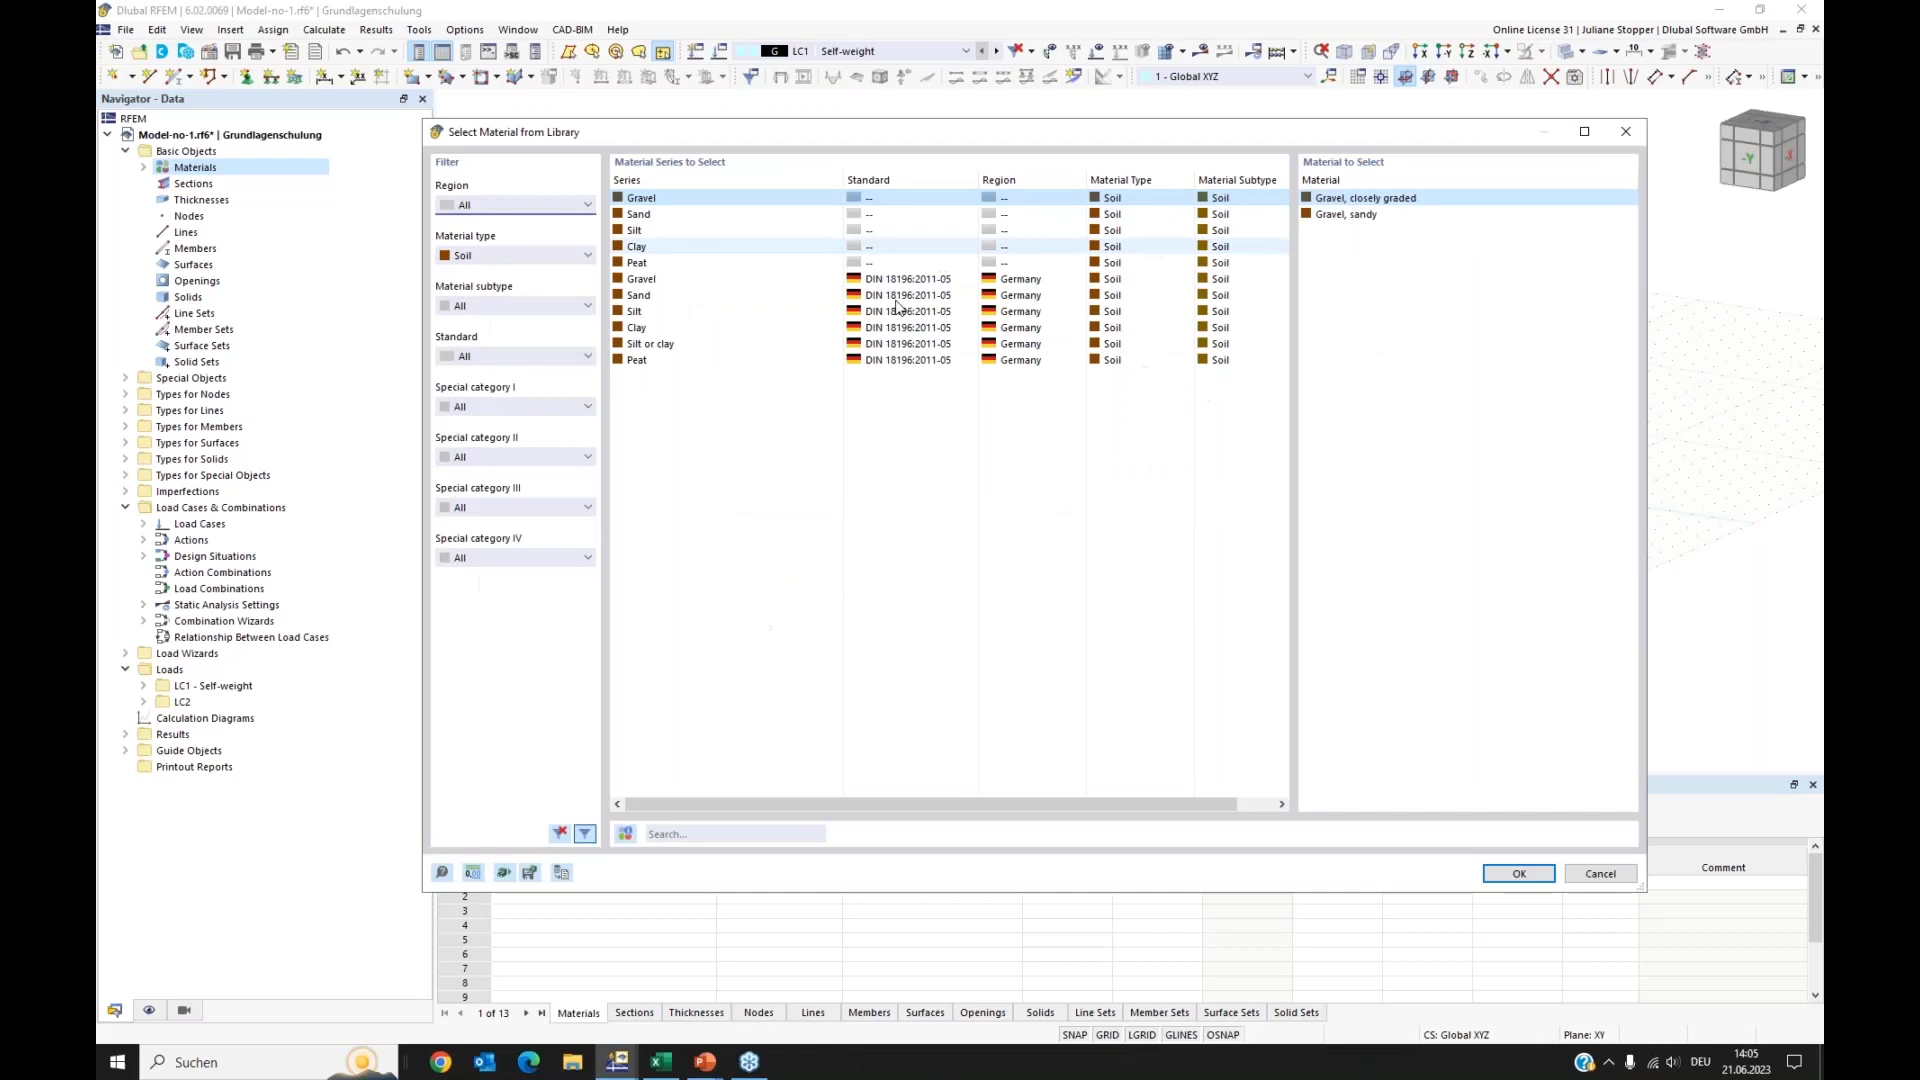 Dlubal RFEM | 6.02.0069 | Model-no-1.rf6* | Grundlagenschulung
File Edit View Insert Assign Calculate Results Tools Options Window CAD-BIM Help
Online License 31 | Juliane Stopper | Dlubal Software GmbH
G LC1 Self-weight
1 - Global XYZ
Navigator - Data
RFEM
Model-no-1.rf6* | Grundlagenschulung
Basic Objects
Materials
Sections
Thicknesses
Nodes
Lines
Members
Surfaces
Openings
Solids
Line Sets
Member Sets
Surface Sets
Solid Sets
Special Objects
Types for Nodes
Types for Lines
Types for Members
Types for Surfaces
Types for Solids
Types for Special Objects
Imperfections
Load Cases & Combinations
Load Cases
Actions
Design Situations
Action Combinations
Load Combinations
Static Analysis Settings
Combination Wizards
Relationship Between Load Cases
Load Wizards
Loads
LC1 - Self-weight
LC2
Calculation Diagrams
Results
Guide Objects
Printout Reports
Select Material from Library
Filter
Region
All
Material type
Soil
Material subtype
All
Standard
All
Special category I
All
Special category II
All
Special category III
All
Special category IV
All
Material Series to Select
Series Standard Region Material Type Material Subtype
Gravel -- -- Soil Soil
Sand -- -- Soil Soil
Silt -- -- Soil Soil
Clay -- -- Soil Soil
Peat -- -- Soil Soil
Gravel DIN 18196:2011-05 Germany Soil Soil
Sand DIN 18196:2011-05 Germany Soil Soil
Silt DIN 18196:2011-05 Germany Soil Soil
Clay DIN 18196:2011-05 Germany Soil Soil
Silt or clay DIN 18196:2011-05 Germany Soil Soil
Peat DIN 18196:2011-05 Germany Soil Soil
Search...
Material to Select
Material
Gravel, closely graded
Gravel, sandy
OK Cancel
-Y -X
Comment
2
3
4
5
6
7
8
9
1 of 13 Materials Sections Thicknesses Nodes Lines Members Surfaces Openings Solids Line Sets Member Sets Surface Sets Solid Sets
SNAP GRID LGRID GLINES OSNAP CS: Global XYZ Plane: XY
Suchen
DEU
14:05
21.06.2023